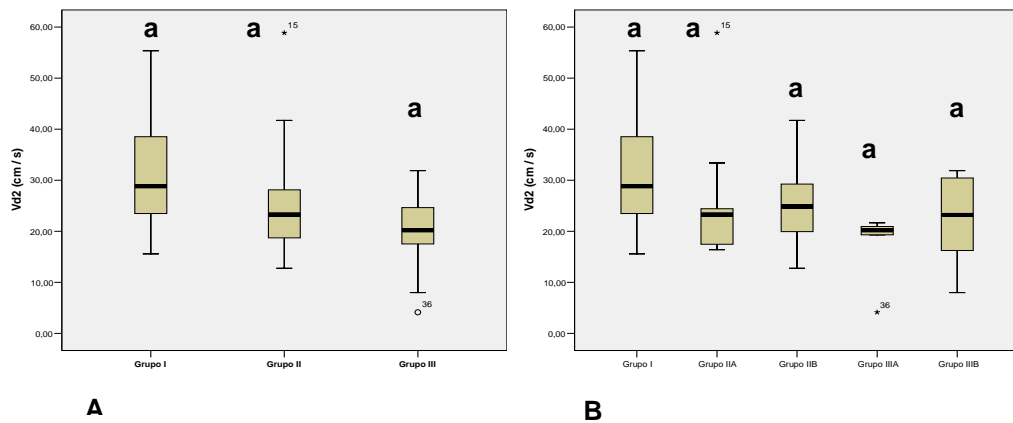 60,00
50,00
40,00
30,00
20,00
10,00
0,00
Vd2 (cm / s)
a
a
a
15
*
36
Grupo I
Grupo II
Grupo III
A
60,00
50,00
40,00
30,00
20,00
10,00
0,00
Vd2 (cm / s)
a
a
a
a
a
15
*
36
*
Grupo I
Grupo IIA
Grupo IIB
Grupo IIIA
Grupo IIIB
B